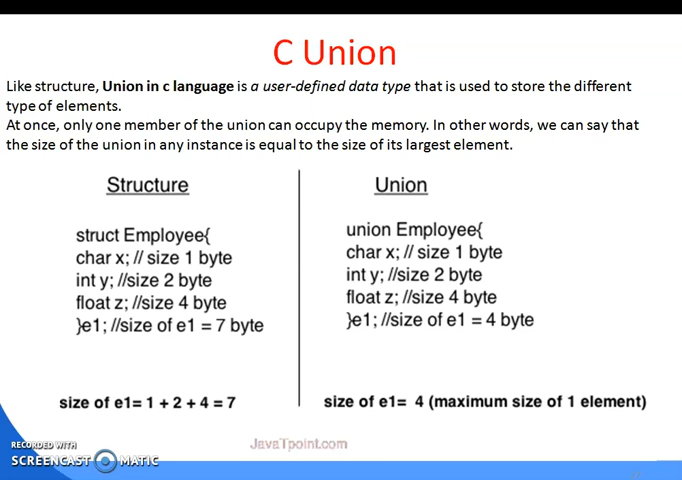 C Union
Like structure, Union in c language is a user-defined data type that is used to store the different
type of elements.
At once, only one member of the union can occupy the memory. In other words, we can say that
the size of the union in any instance is equal to the size of its largest element.
Structure
struct Employee{
char x; // size 1 byte
int y; //size 2 byte
float z; //size 4 byte
}e1; //size of e1 = 7 byte
size of e1= 1 + 2 + 4 = 7
Union
union Employee{
char x; // size 1 byte
int y; //size 2 byte
float z; //size 4 byte
}e1; //size of e1 = 4 byte
size of e1= 4 (maximum size of 1 element)
JavaTpoint.com
RECORDED WITH
SCREENCAST MATIC